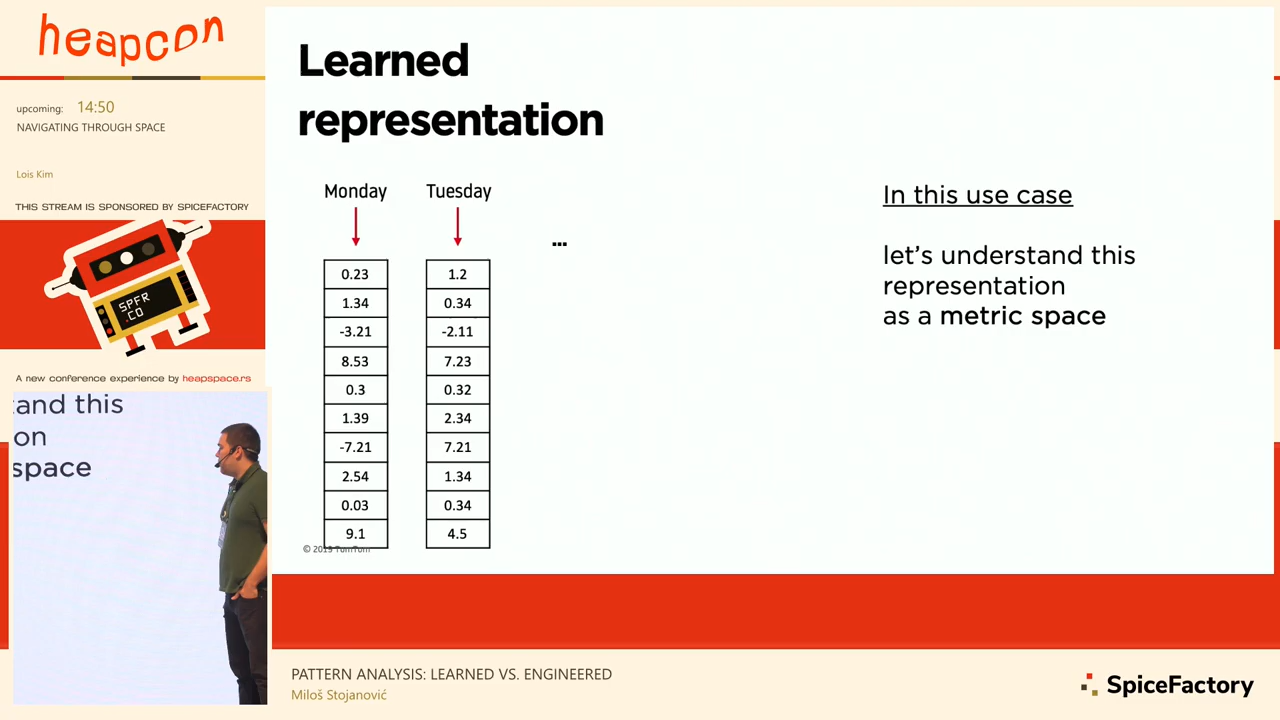 heapcon
upcoming: 14:50
NAVIGATING THROUGH SPACE
Lois Kim
THIS STREAM IS SPONSORED BY SPICEFACTORY
SPFR
.CO
A new conference experience by heapspace.rs
and this
on
space
Learned
representation
Monday Tuesday
...
0.23 1.2
1.34 0.34
-3.21 -2.11
8.53 7.23
0.3 0.32
1.39 2.34
-7.21 7.21
2.54 1.34
0.03 0.34
9.1 4.5
© 2019 TomTom
In this use case
let's understand this
representation
as a metric space
PATTERN ANALYSIS: LEARNED VS. ENGINEERED
Miloš Stojanović
SpiceFactory